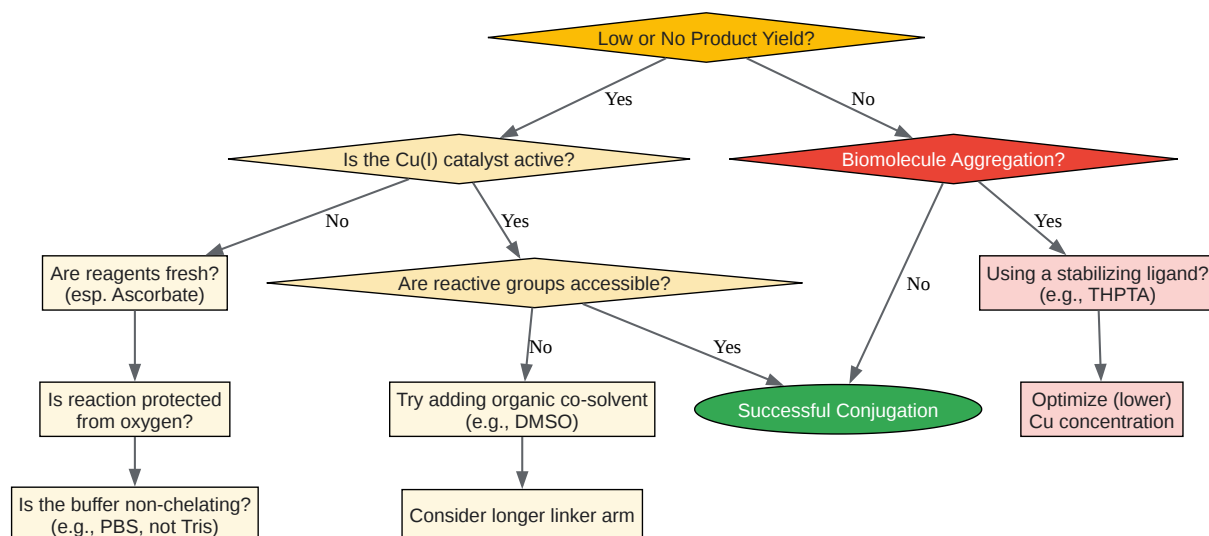 Low or No Product Yield?
Yes
No
Is the Cu(I) catalyst active?
Biomolecule Aggregation?
No
Yes
Yes
Are reagents fresh?
(esp. Ascorbate)
Are reactive groups accessible?
No
Using a stabilizing ligand?
(e.g., THPTA)
No
Yes
Is reaction protected
from oxygen?
Try adding organic co-solvent
(e.g., DMSO)
Successful Conjugation
Optimize (lower)
Cu concentration
Is the buffer non-chelating?
(e.g., PBS, not Tris)
Consider longer linker arm